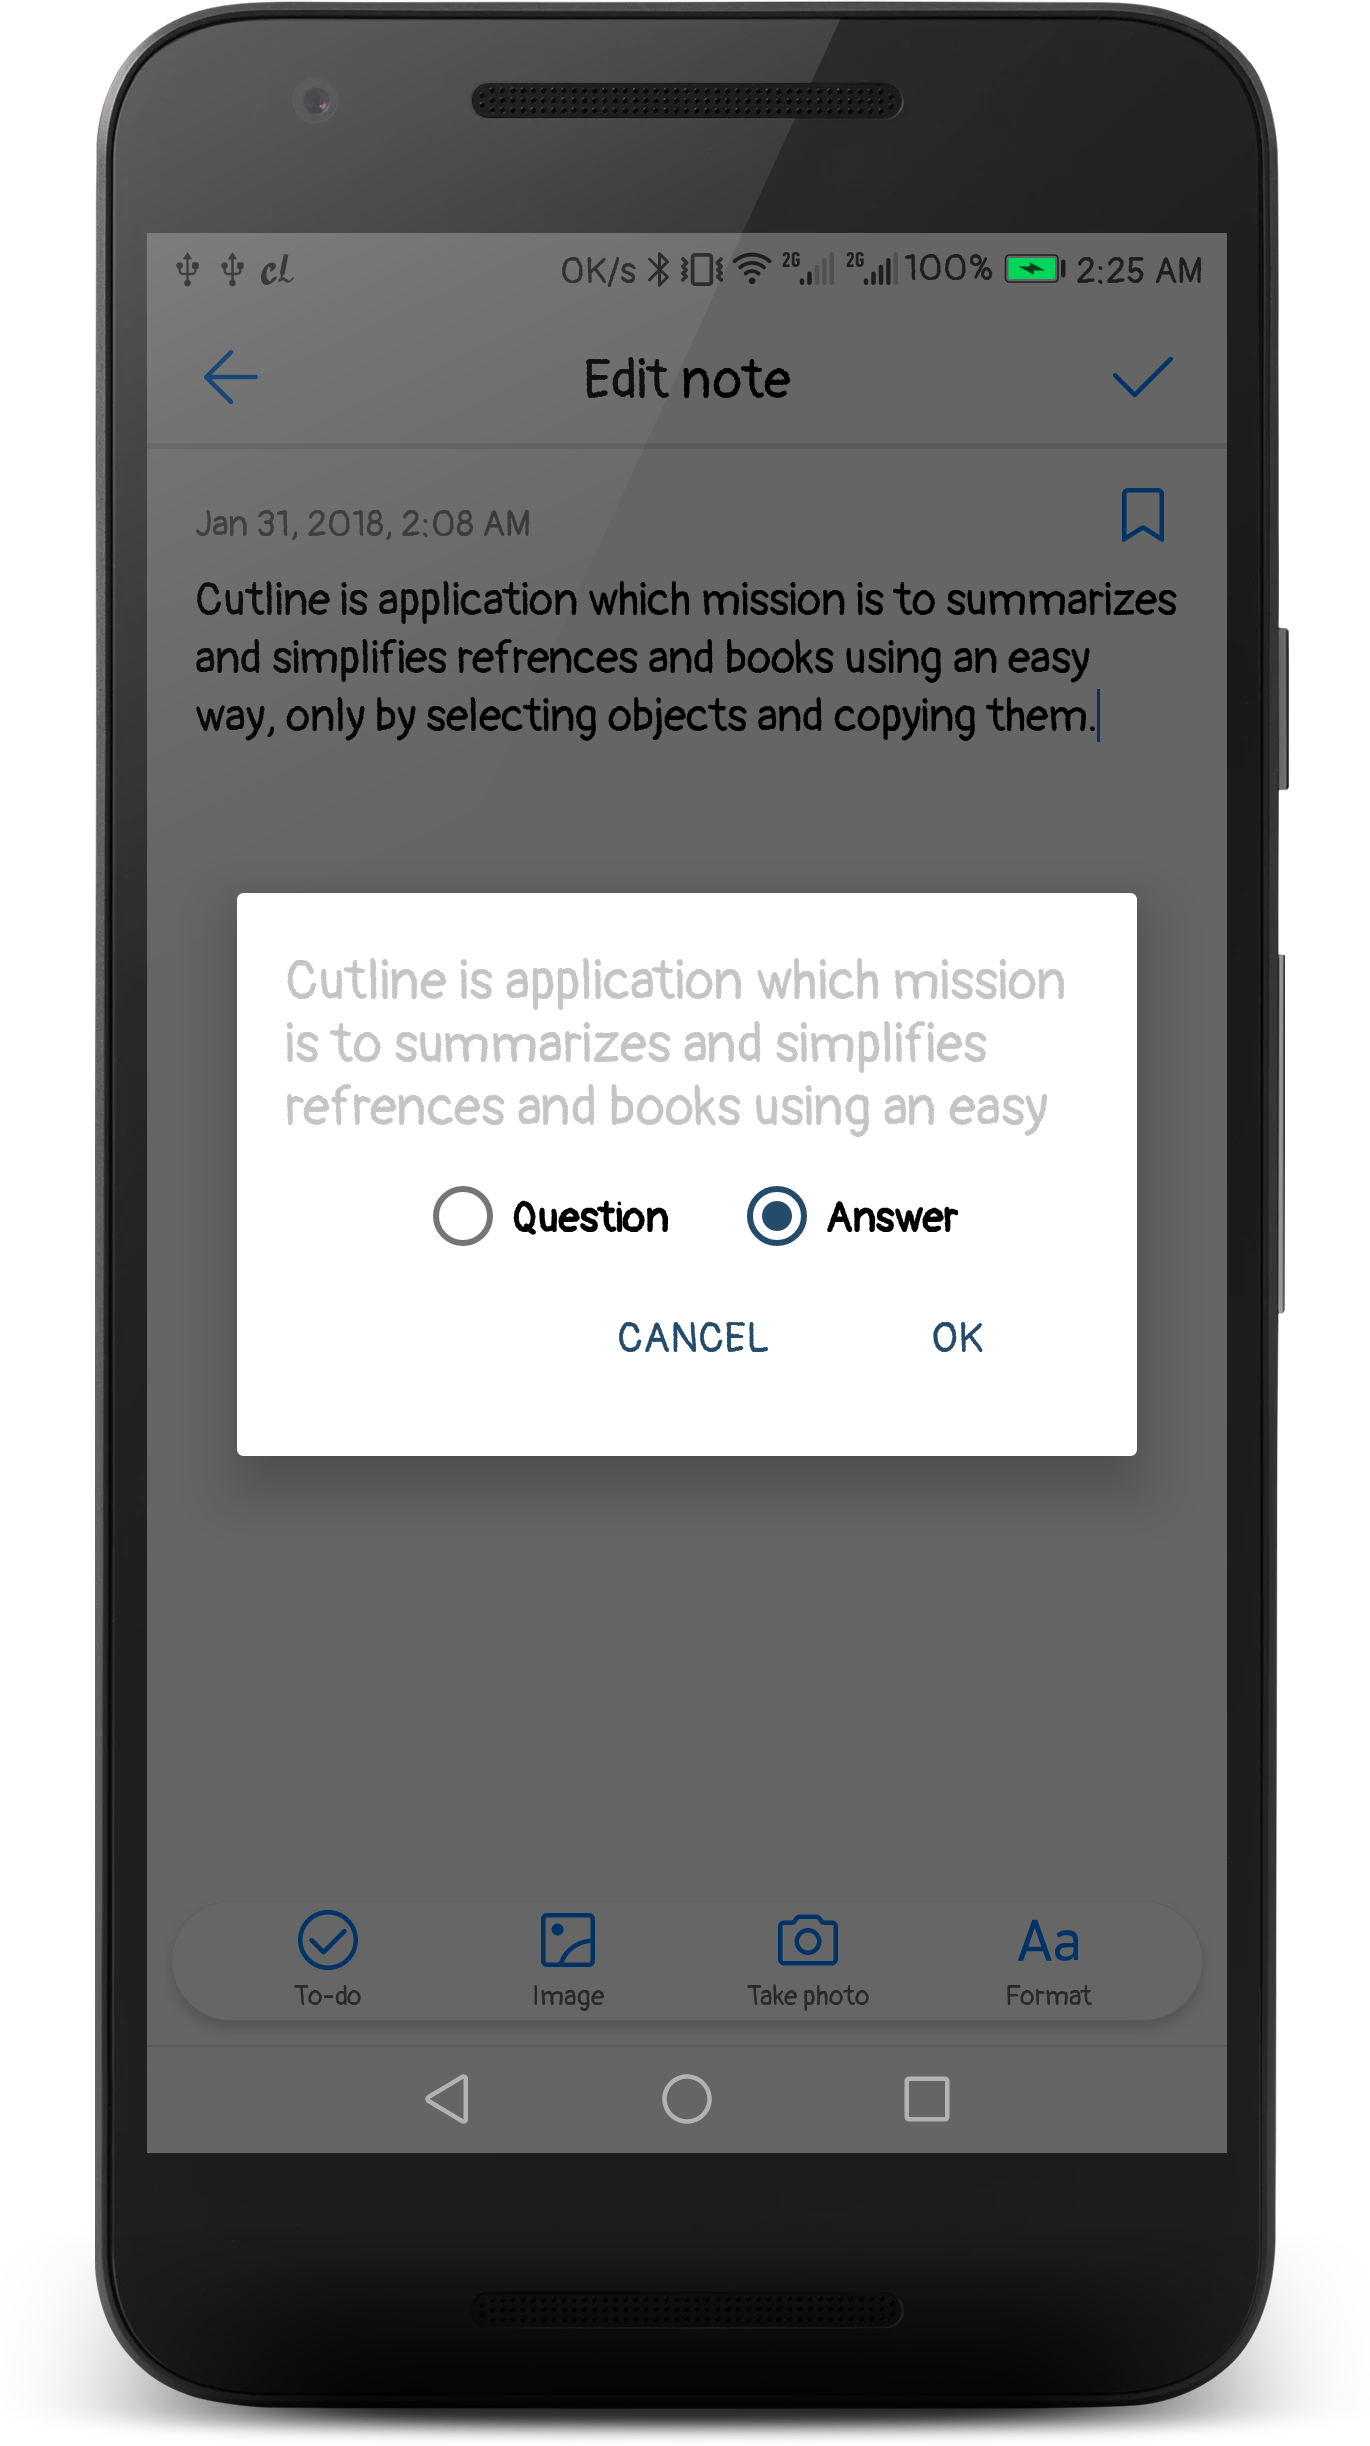 cL 0K/s 2G 2G 100% 2:25 AM
Edit note
Jan 31, 2018, 2:08 AM
Cutline is application which mission is to summarizes
and simplifies refrences and books using an easy
way, only by selecting objects and copying them.
Cutline is application which mission
is to summarizes and simplifies
refrences and books using an easy
Question Answer
CANCEL OK
Aa
To-do Image Take photo Format